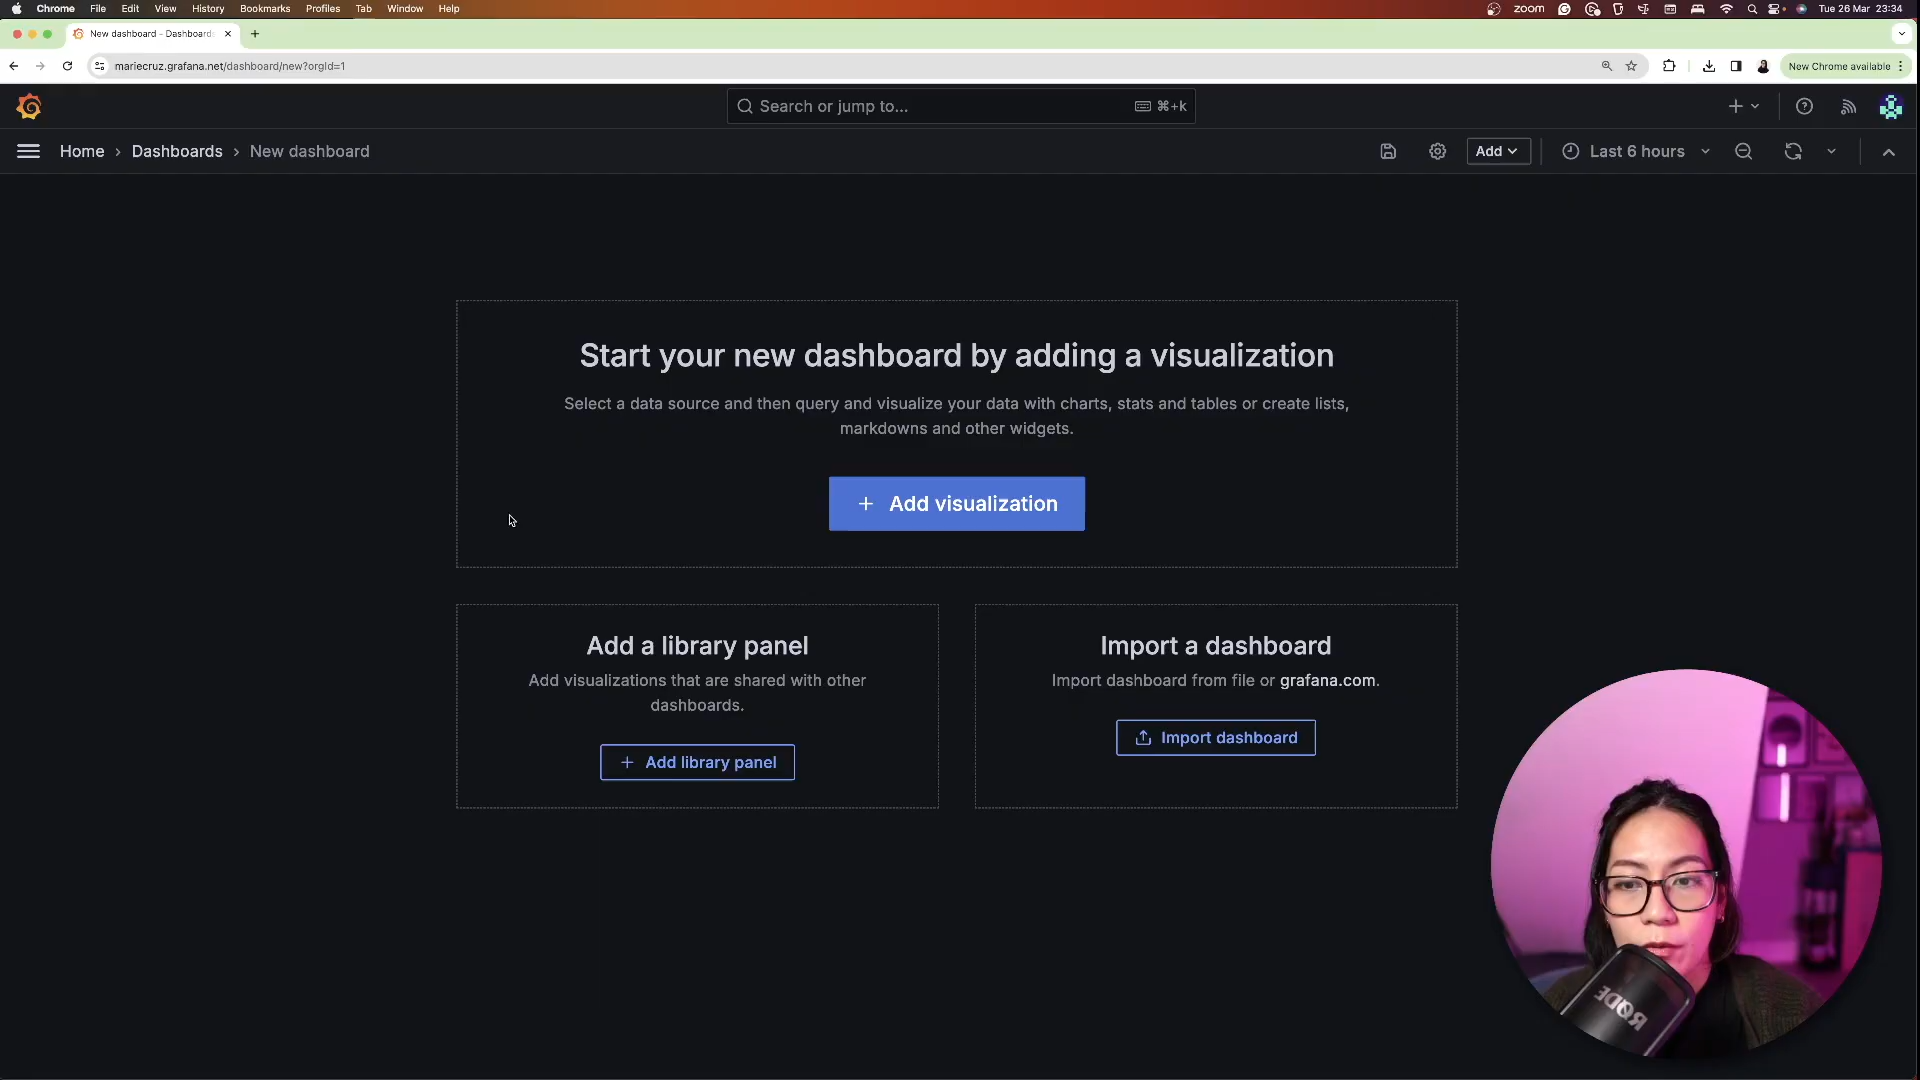 Chrome File Edit View History Bookmarks Profiles Tab Window Help zoom Tue 26 Mar 23:34
New dashboard - Dashboards
mariecruz.grafana.net/dashboard/new?orgId=1 New Chrome available
Search or jump to... ⌘+k
Home › Dashboards › New dashboard Add Last 6 hours
Start your new dashboard by adding a visualization
Select a data source and then query and visualize your data with charts, stats and tables or create lists,
markdowns and other widgets.
+ Add visualization
Add a library panel
Add visualizations that are shared with other
dashboards.
+ Add library panel
Import a dashboard
Import dashboard from file or grafana.com.
Import dashboard
RØDE